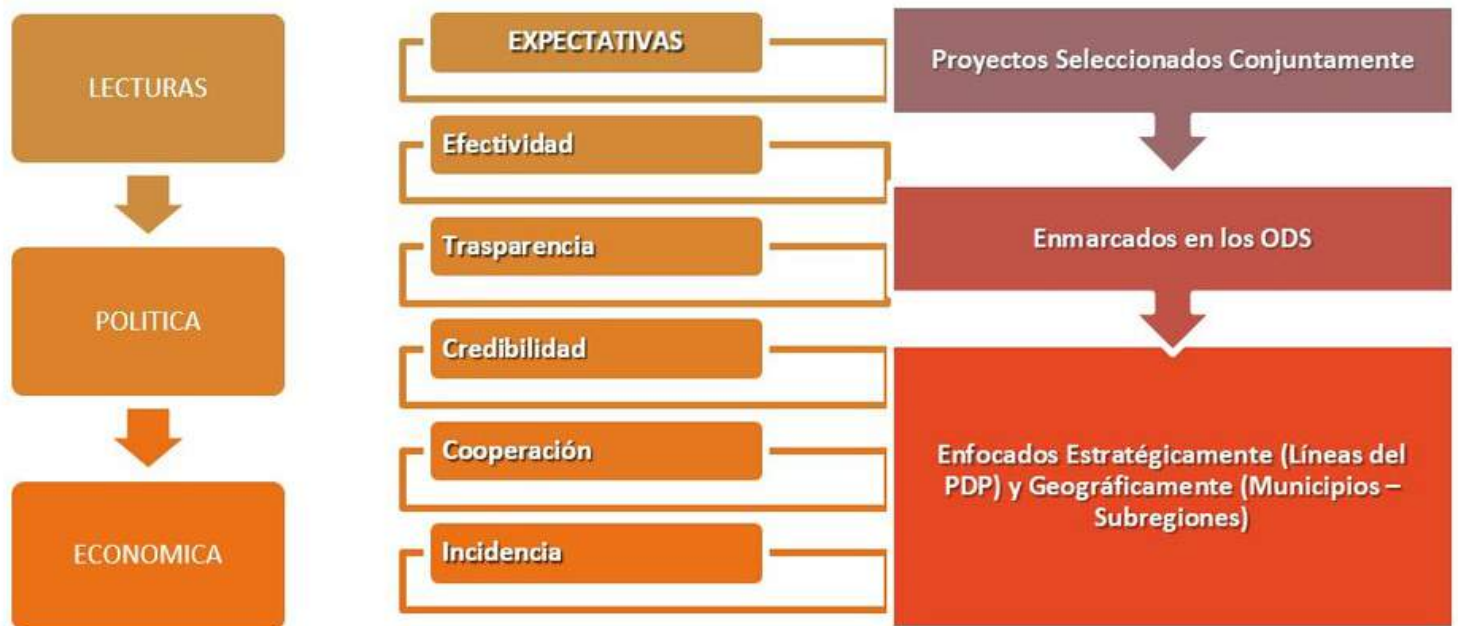 LECTURAS
POLITICA
ECONOMICA
EXPECTATIVAS
Efectividad
Trasparencia
Credibilidad
Cooperación
Incidencia
Proyectos Seleccionados Conjuntamente
Enmarcados en los ODS
Enfocados Estratégicamente (Líneas del
PDP) y Geográficamente (Municipios –
Subregiones)